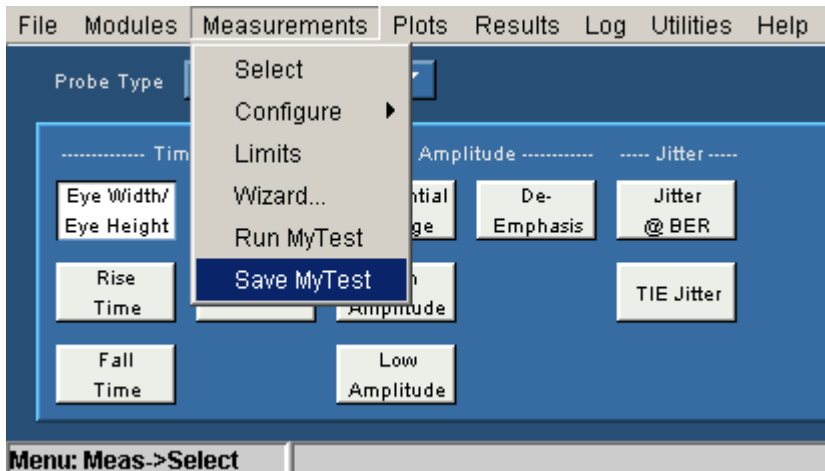 File Modules Measurements Plots Results Log Utilities Help
Probe Type
Select
Configure
Limits
Wizard...
Run MyTest
Save MyTest
Amplitude
Jitter
Eye Width/
Eye Height
De-
Emphasis
Jitter
@ BER
Rise
Time
Amplitude
TIE Jitter
Fall
Time
Low
Amplitude
Menu: Meas->Select